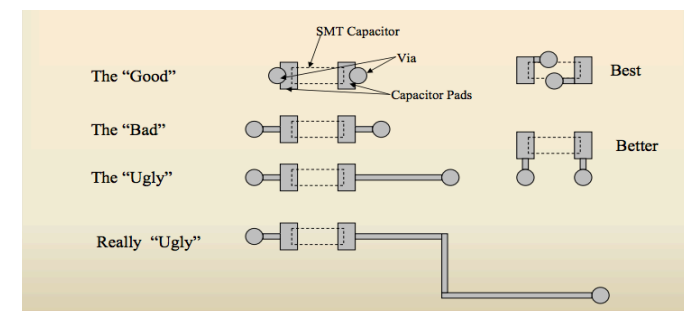 SMT Capacitor
Via
The “Good”
Best
Capacitor Pads
The “Bad”
Better
The “Ugly”
Really “Ugly”